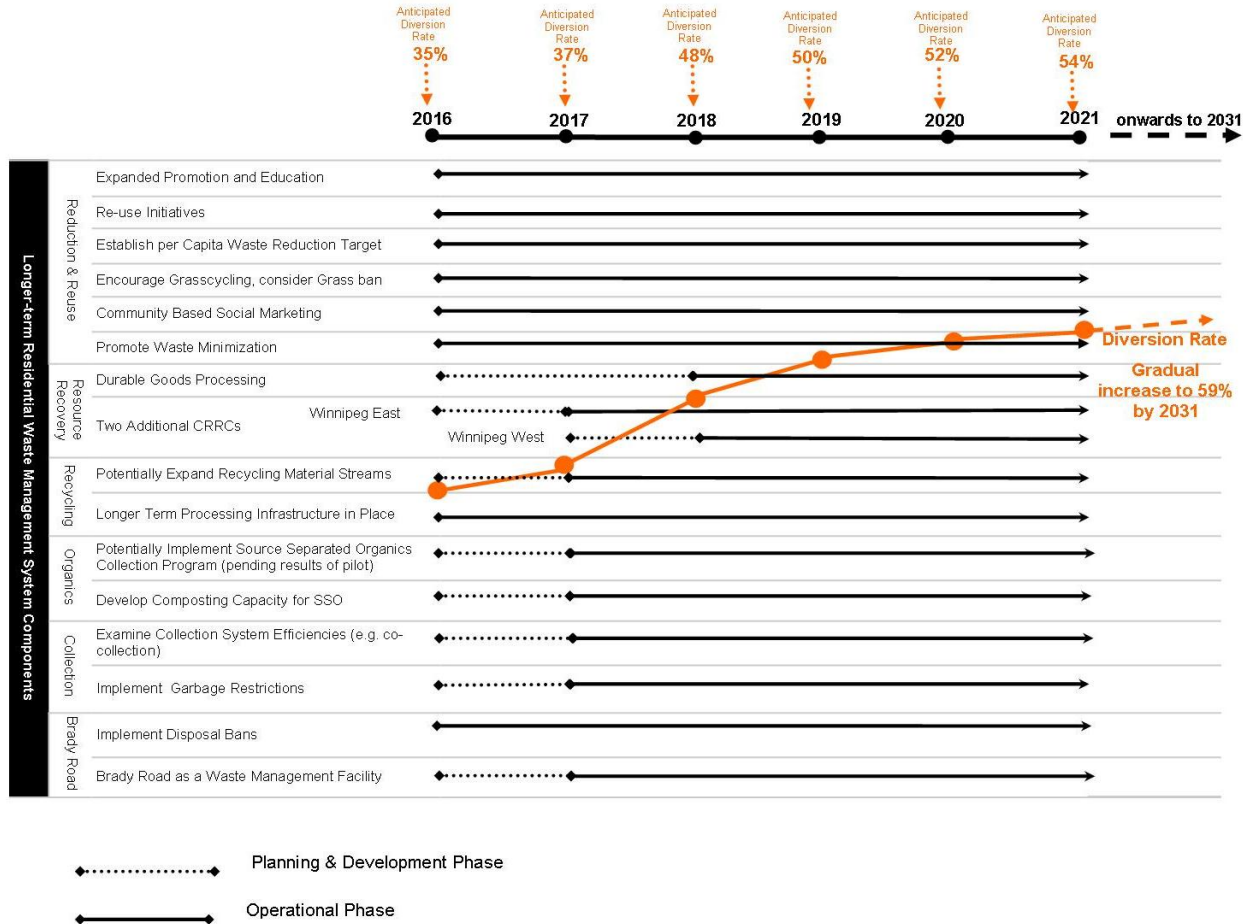 Anticipated
Diversion
Rate
35%
Anticipated
Diversion
Rate
37%
Anticipated
Diversion
Rate
48%
Anticipated
Diversion
Rate
50%
Anticipated
Diversion
Rate
52%
Anticipated
Diversion
Rate
54%
2016
2017
2018
2019
2020
2021
onwards to 2031
Longer-term Residential Waste Management System Components
Reduction & Reuse
Expanded Promotion and Education
Re-use Initiatives
Establish per Capita Waste Reduction Target
Encourage Grasscycling, consider Grass ban
Community Based Social Marketing
Promote Waste Minimization
Diversion Rate
Gradual
increase to 59%
by 2031
Resource
Recovery
Durable Goods Processing
Two Additional CRRCs
Winnipeg East
Winnipeg West
Recycling
Potentially Expand Recycling Material Streams
Longer Term Processing Infrastructure in Place
Organics
Potentially Implement Source Separated Organics
Collection Program (pending results of pilot)
Develop Composting Capacity for SSO
Collection
Examine Collection System Efficiencies (e.g. co-
collection)
Implement Garbage Restrictions
Brady Road
Implement Disposal Bans
Brady Road as a Waste Management Facility
Planning & Development Phase
Operational Phase